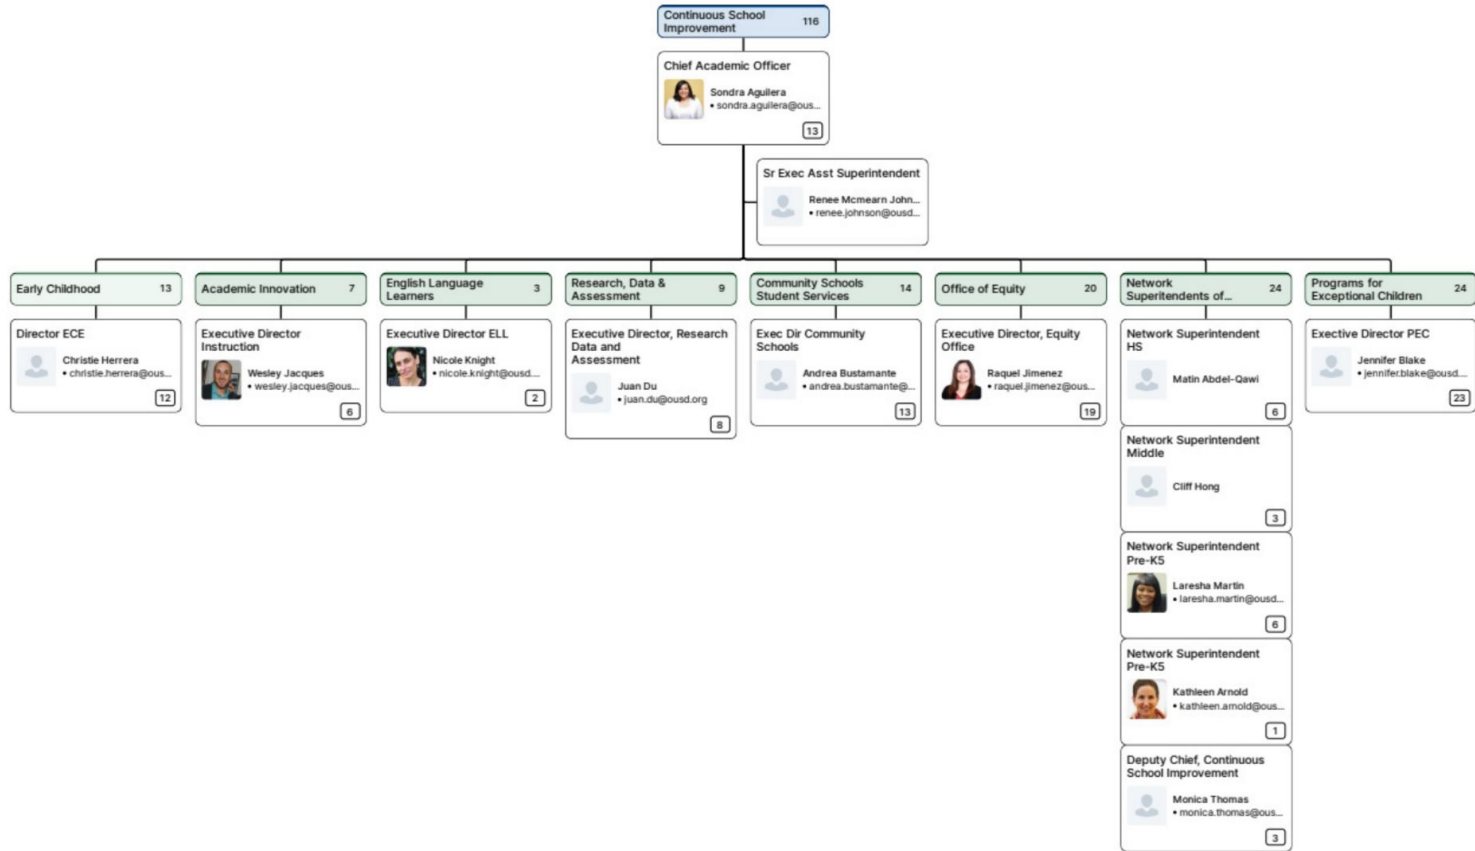 Continuous School
Improvement
116
Chief Academic Officer
Sondra Aguilera
• sondra.aguilera@ous...
13
Sr Exec Asst Superintendent
Renee Mcmearn John...
• renee.johnson@ousd...
Early Childhood
13
Director ECE
Christie Herrera
• christie.herrera@ous...
12
Academic Innovation
7
Executive Director
Instruction
Wesley Jacques
• wesley.jacques@ous...
6
English Language
Learners
3
Executive Director ELL
Nicole Knight
• nicole.knight@ousd....
2
Research, Data &
Assessment
9
Executive Director, Research
Data and
Assessment
Juan Du
• juan.du@ousd.org
8
Community Schools
Student Services
14
Exec Dir Community
Schools
Andrea Bustamante
• andrea.bustamante@...
13
Office of Equity
20
Executive Director, Equity
Office
Raquel Jimenez
• raquel.jimenez@ous...
19
Network
Superitendents of...
24
Network Superintendent
HS
Matin Abdel-Qawi
6
Network Superintendent
Middle
Cliff Hong
3
Network Superintendent
Pre-K5
Laresha Martin
• laresha.martin@ousd...
6
Network Superintendent
Pre-K5
Kathleen Arnold
• kathleen.arnold@ous...
1
Deputy Chief, Continuous
School Improvement
Monica Thomas
• monica.thomas@ous...
3
Programs for
Exceptional Children
24
Exective Director PEC
Jennifer Blake
• jennifer.blake@ousd....
23